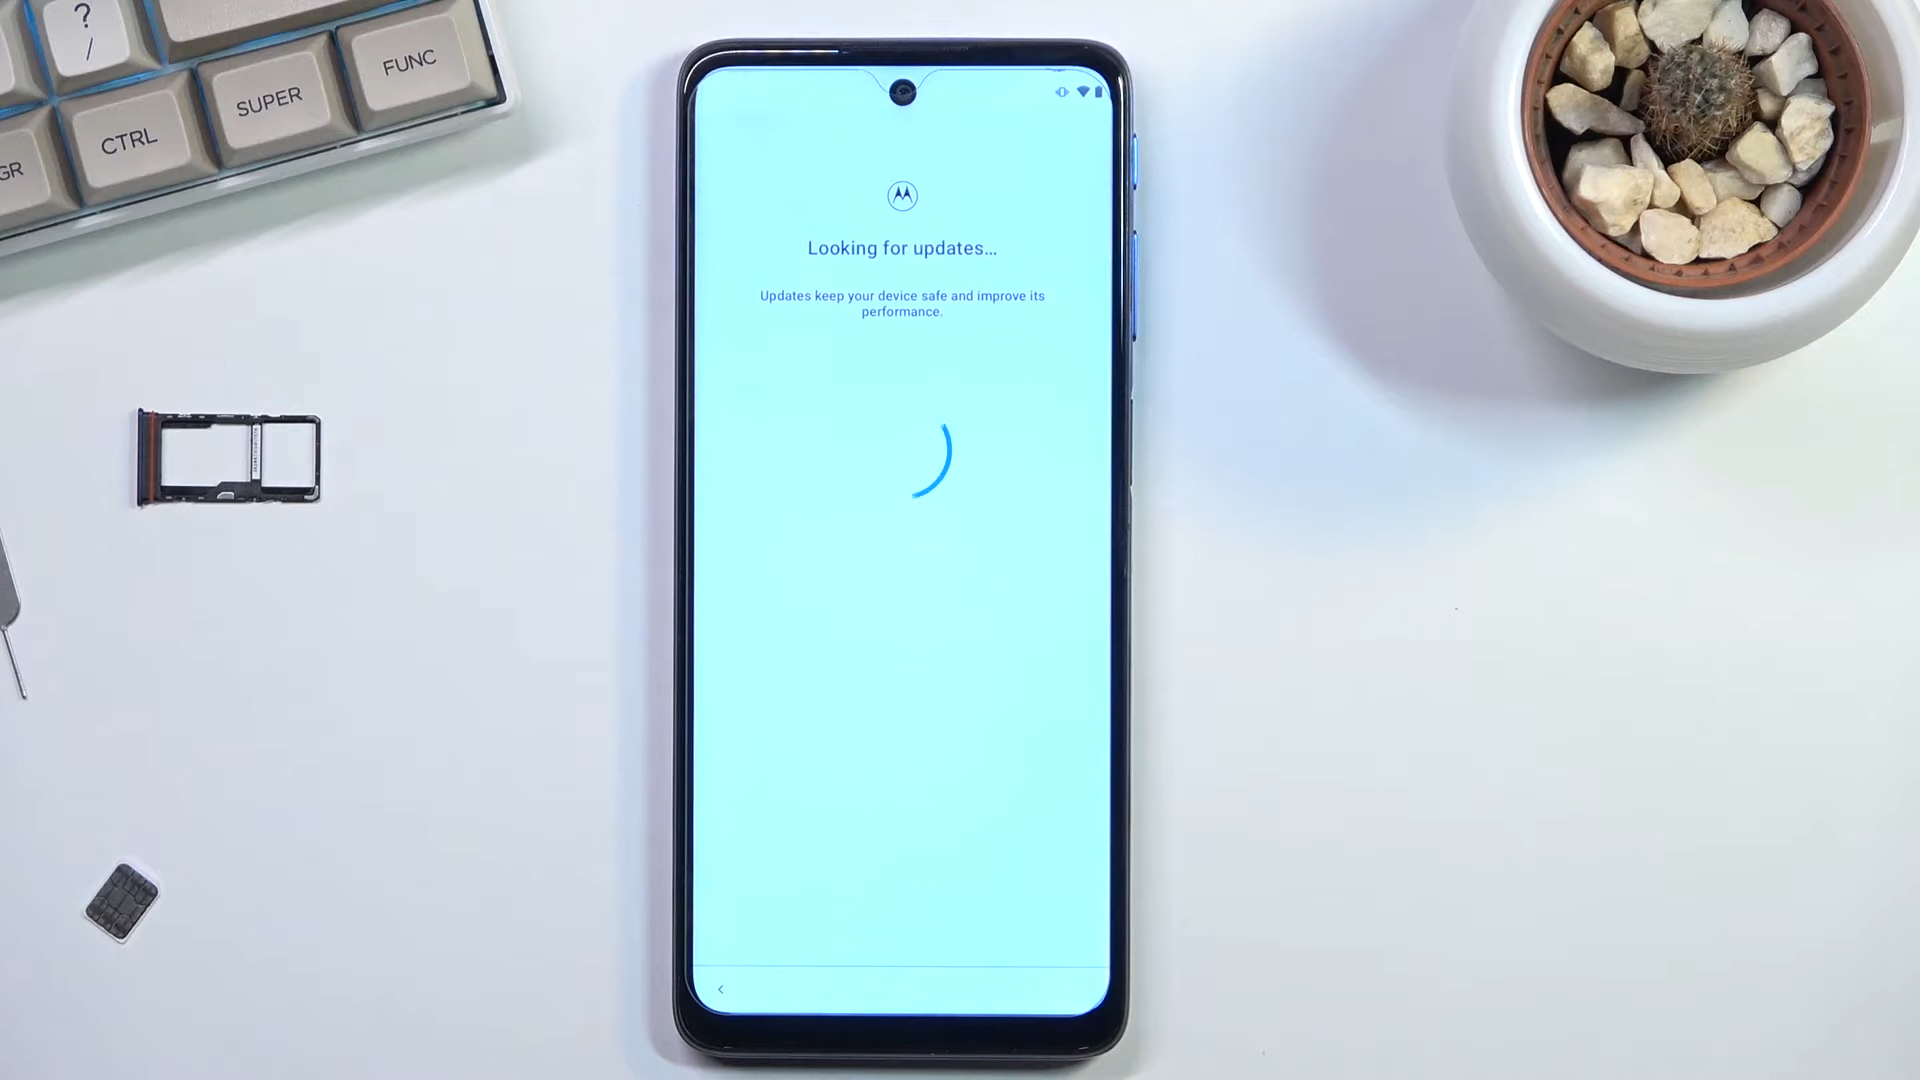 ?
/
FUNC
SUPER
CTRL
GR
Looking for updates...
Updates keep your device safe and improve its
performance.